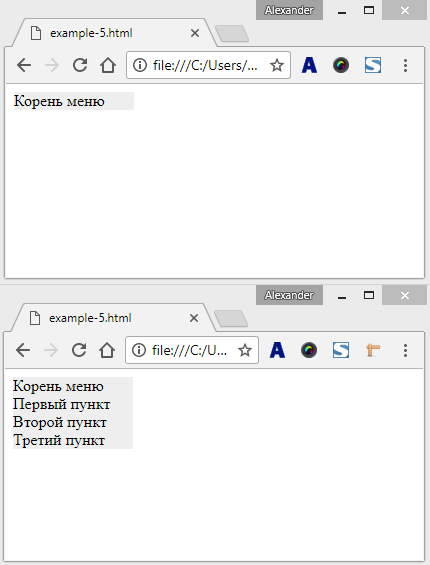 Alexander
example-5.html
file:///C:/Users/...
Корень меню
Alexander
example-5.html
file:///C:/U...
Корень меню
Первый пункт
Второй пункт
Третий пункт